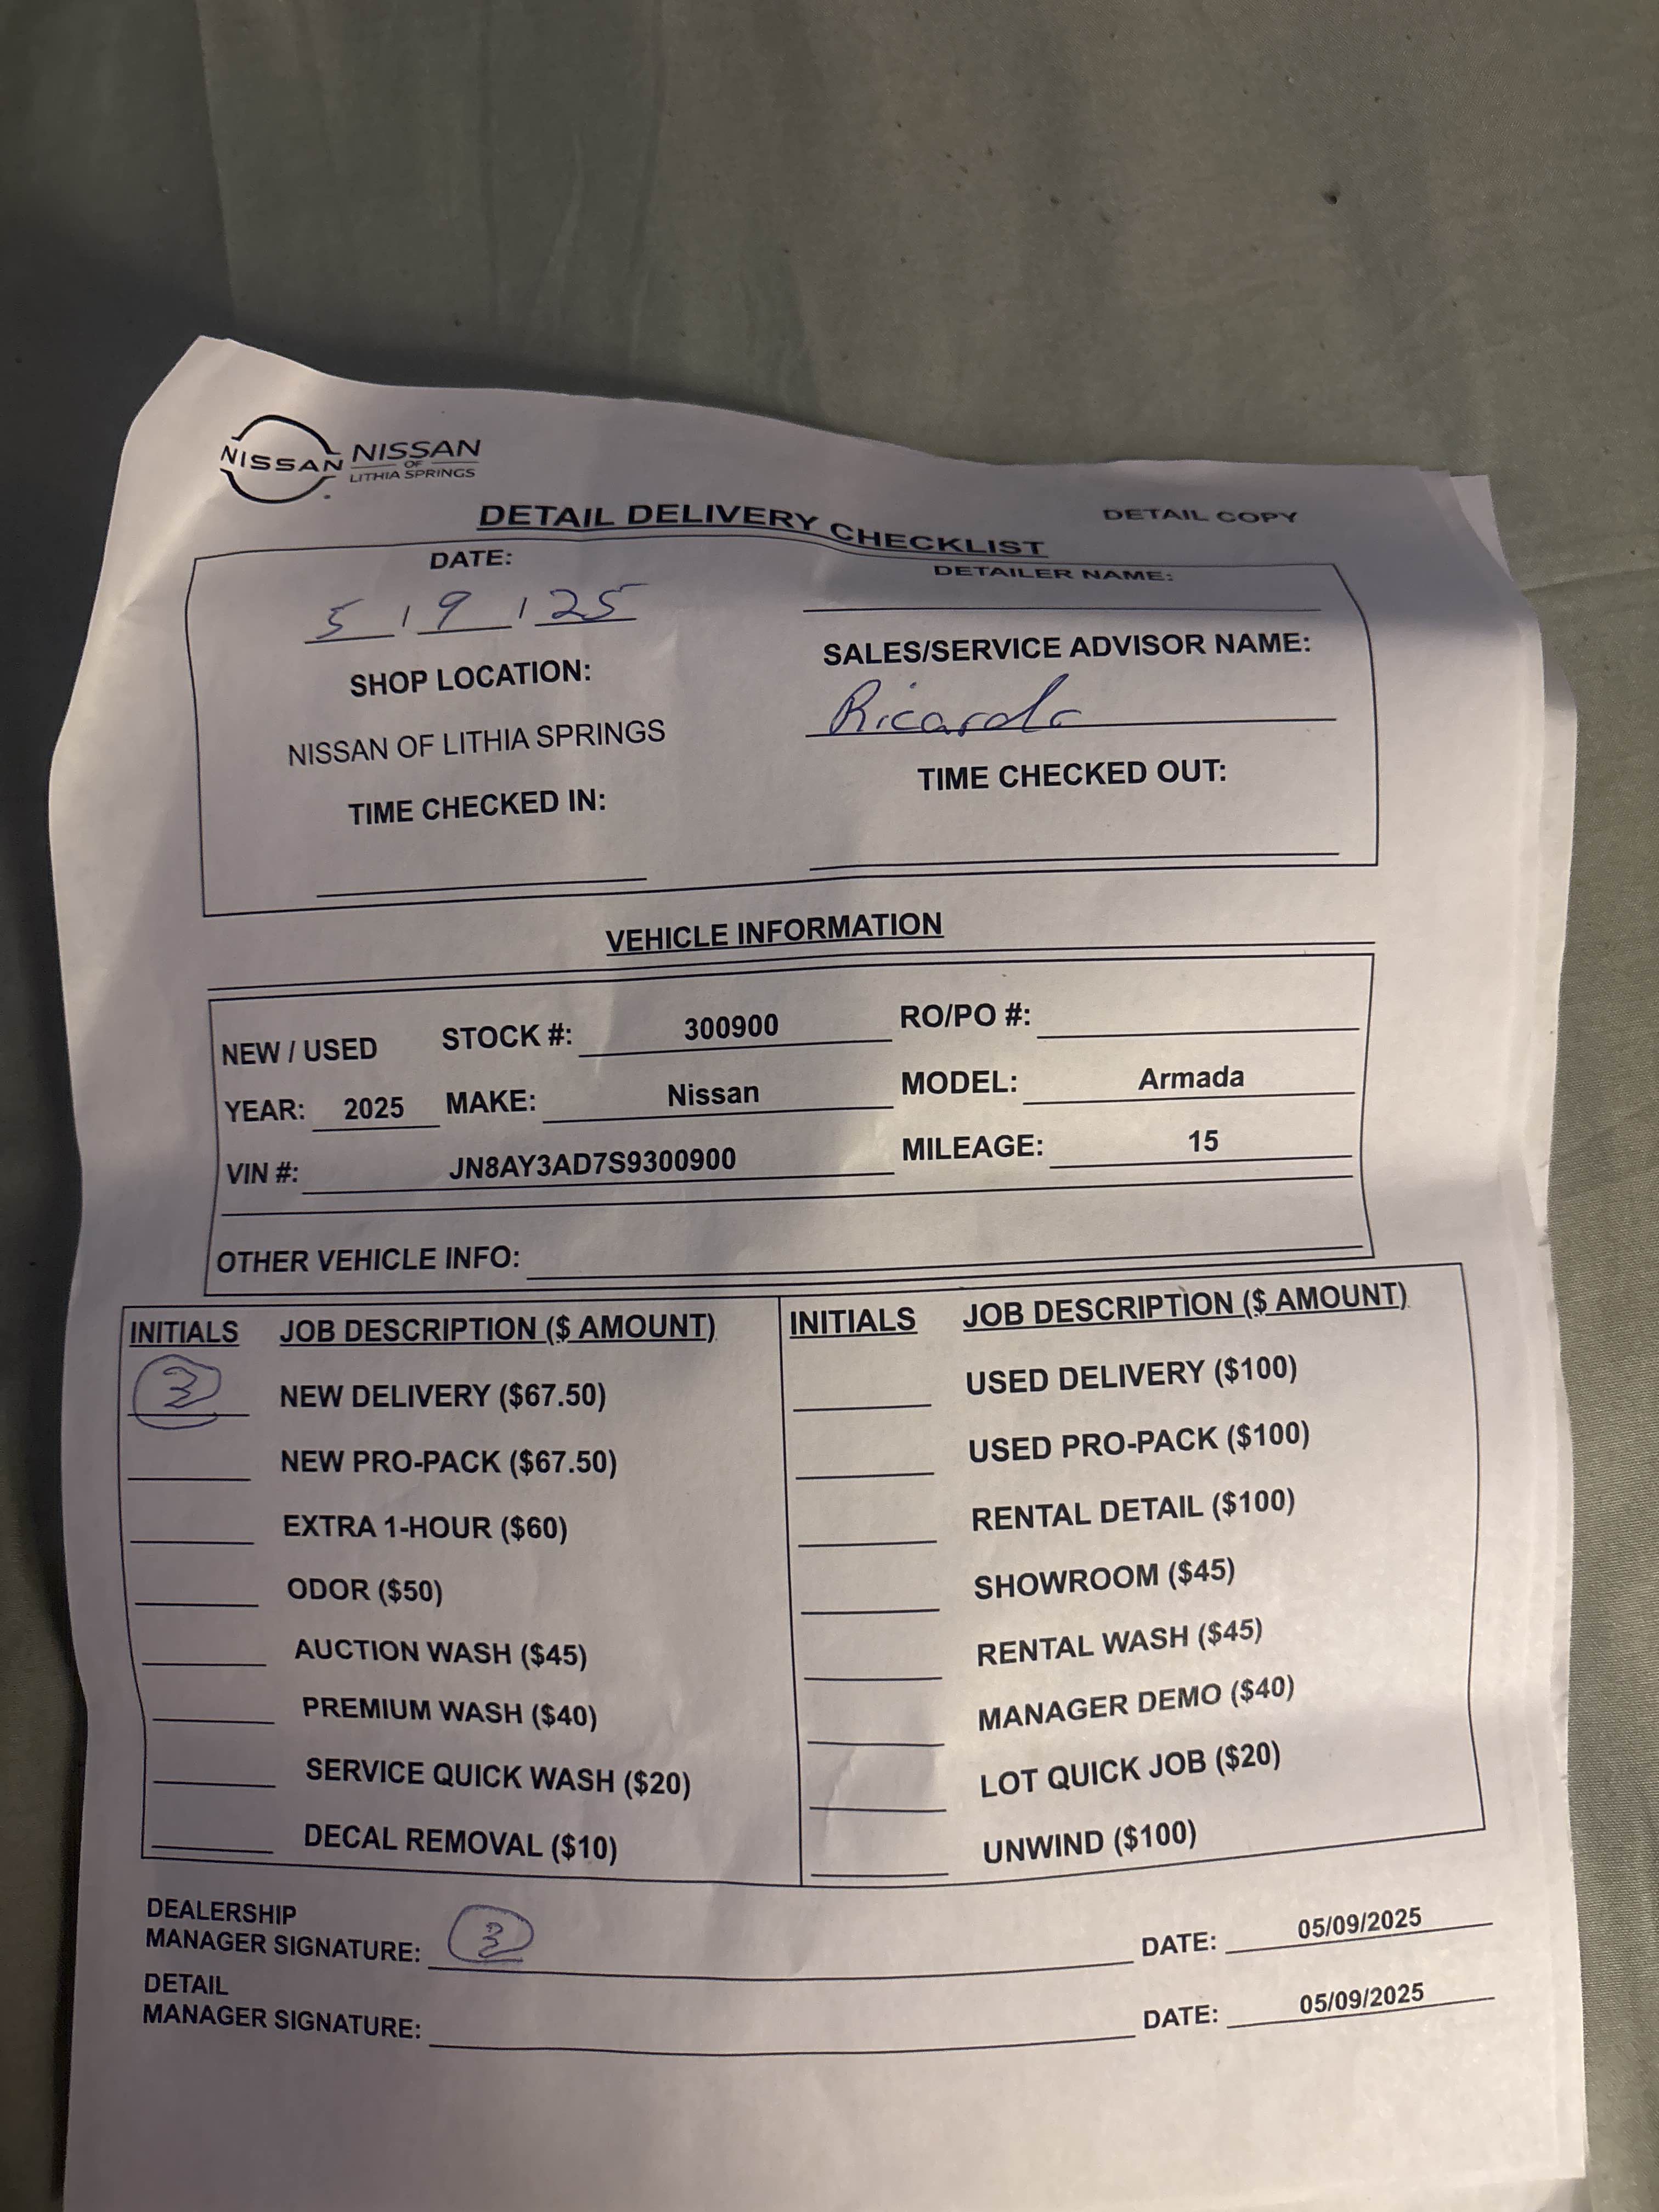 NISSAN NISSAN
OF
LITHIA SPRINGS
DETAIL DELIVERY CHECKLIST
DETAIL COPY
DATE:
DETAILER NAME:
5 / 9 / 25
SHOP LOCATION:
SALES/SERVICE ADVISOR NAME:
NISSAN OF LITHIA SPRINGS
Ricardo
TIME CHECKED IN:
TIME CHECKED OUT:
VEHICLE INFORMATION
NEW / USED STOCK #: 300900 RO/PO #:
YEAR: 2025 MAKE: Nissan MODEL: Armada
VIN #: JN8AY3AD7S9300900 MILEAGE: 15
OTHER VEHICLE INFO:
INITIALS JOB DESCRIPTION ($ AMOUNT)
NEW DELIVERY ($67.50)
NEW PRO-PACK ($67.50)
EXTRA 1-HOUR ($60)
ODOR ($50)
AUCTION WASH ($45)
PREMIUM WASH ($40)
SERVICE QUICK WASH ($20)
DECAL REMOVAL ($10)
INITIALS JOB DESCRIPTION ($ AMOUNT)
USED DELIVERY ($100)
USED PRO-PACK ($100)
RENTAL DETAIL ($100)
SHOWROOM ($45)
RENTAL WASH ($45)
MANAGER DEMO ($40)
LOT QUICK JOB ($20)
UNWIND ($100)
DEALERSHIP
MANAGER SIGNATURE: DATE: 05/09/2025
DETAIL
MANAGER SIGNATURE: DATE: 05/09/2025